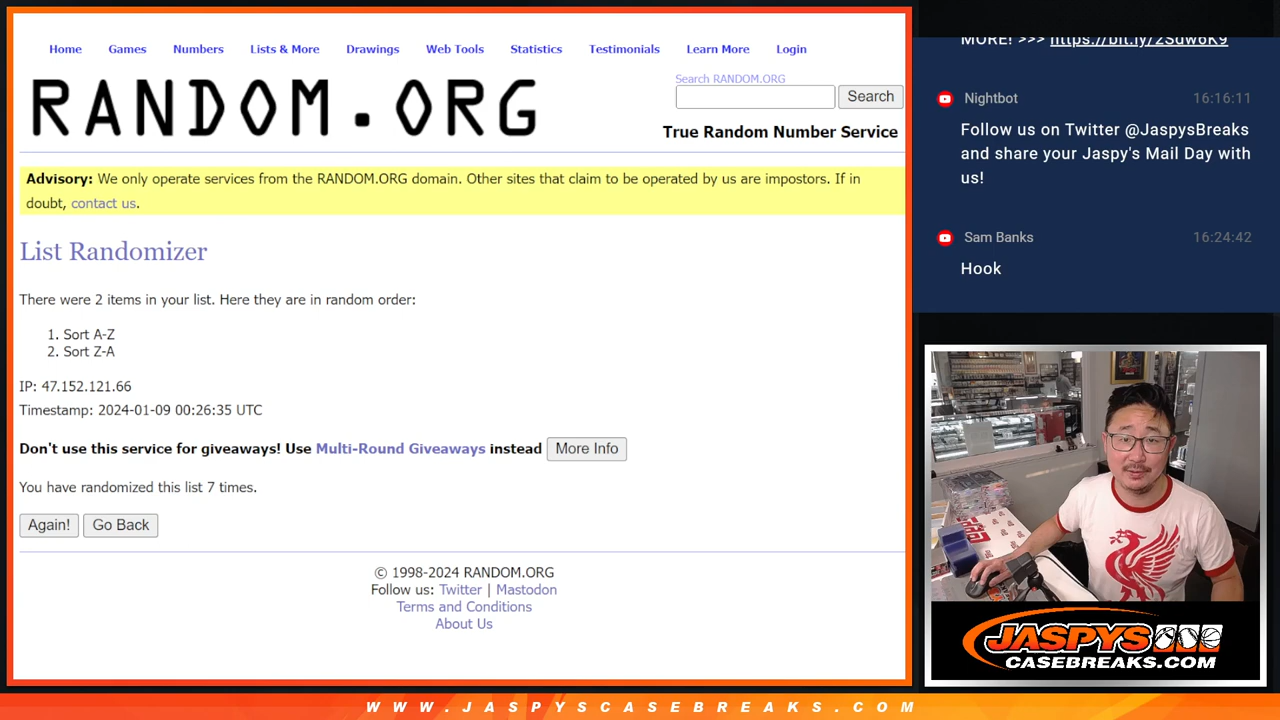 Home Games Numbers Lists & More Drawings Web Tools Statistics Testimonials Learn More Login
RANDOM.ORG
Search RANDOM.ORG
Search
True Random Number Service
Advisory: We only operate services from the RANDOM.ORG domain. Other sites that claim to be operated by us are impostors. If in
doubt, contact us.
List Randomizer
There were 2 items in your list. Here they are in random order:
1. Sort A-Z
2. Sort Z-A
IP: 47.152.121.66
Timestamp: 2024-01-09 00:26:35 UTC
Don't use this service for giveaways! Use Multi-Round Giveaways instead More Info
You have randomized this list 7 times.
Again! Go Back
© 1998-2024 RANDOM.ORG
Follow us: Twitter | Mastodon
Terms and Conditions
About Us
MORE! >>> https://bit.ly/2Sdw6K9
Nightbot 16:16:11
Follow us on Twitter @JaspysBreaks
and share your Jaspy's Mail Day with
us!
Sam Banks 16:24:42
Hook
JASPYS
CASEBREAKS.COM
WWW.JASPYSCASEBREAKS.COM